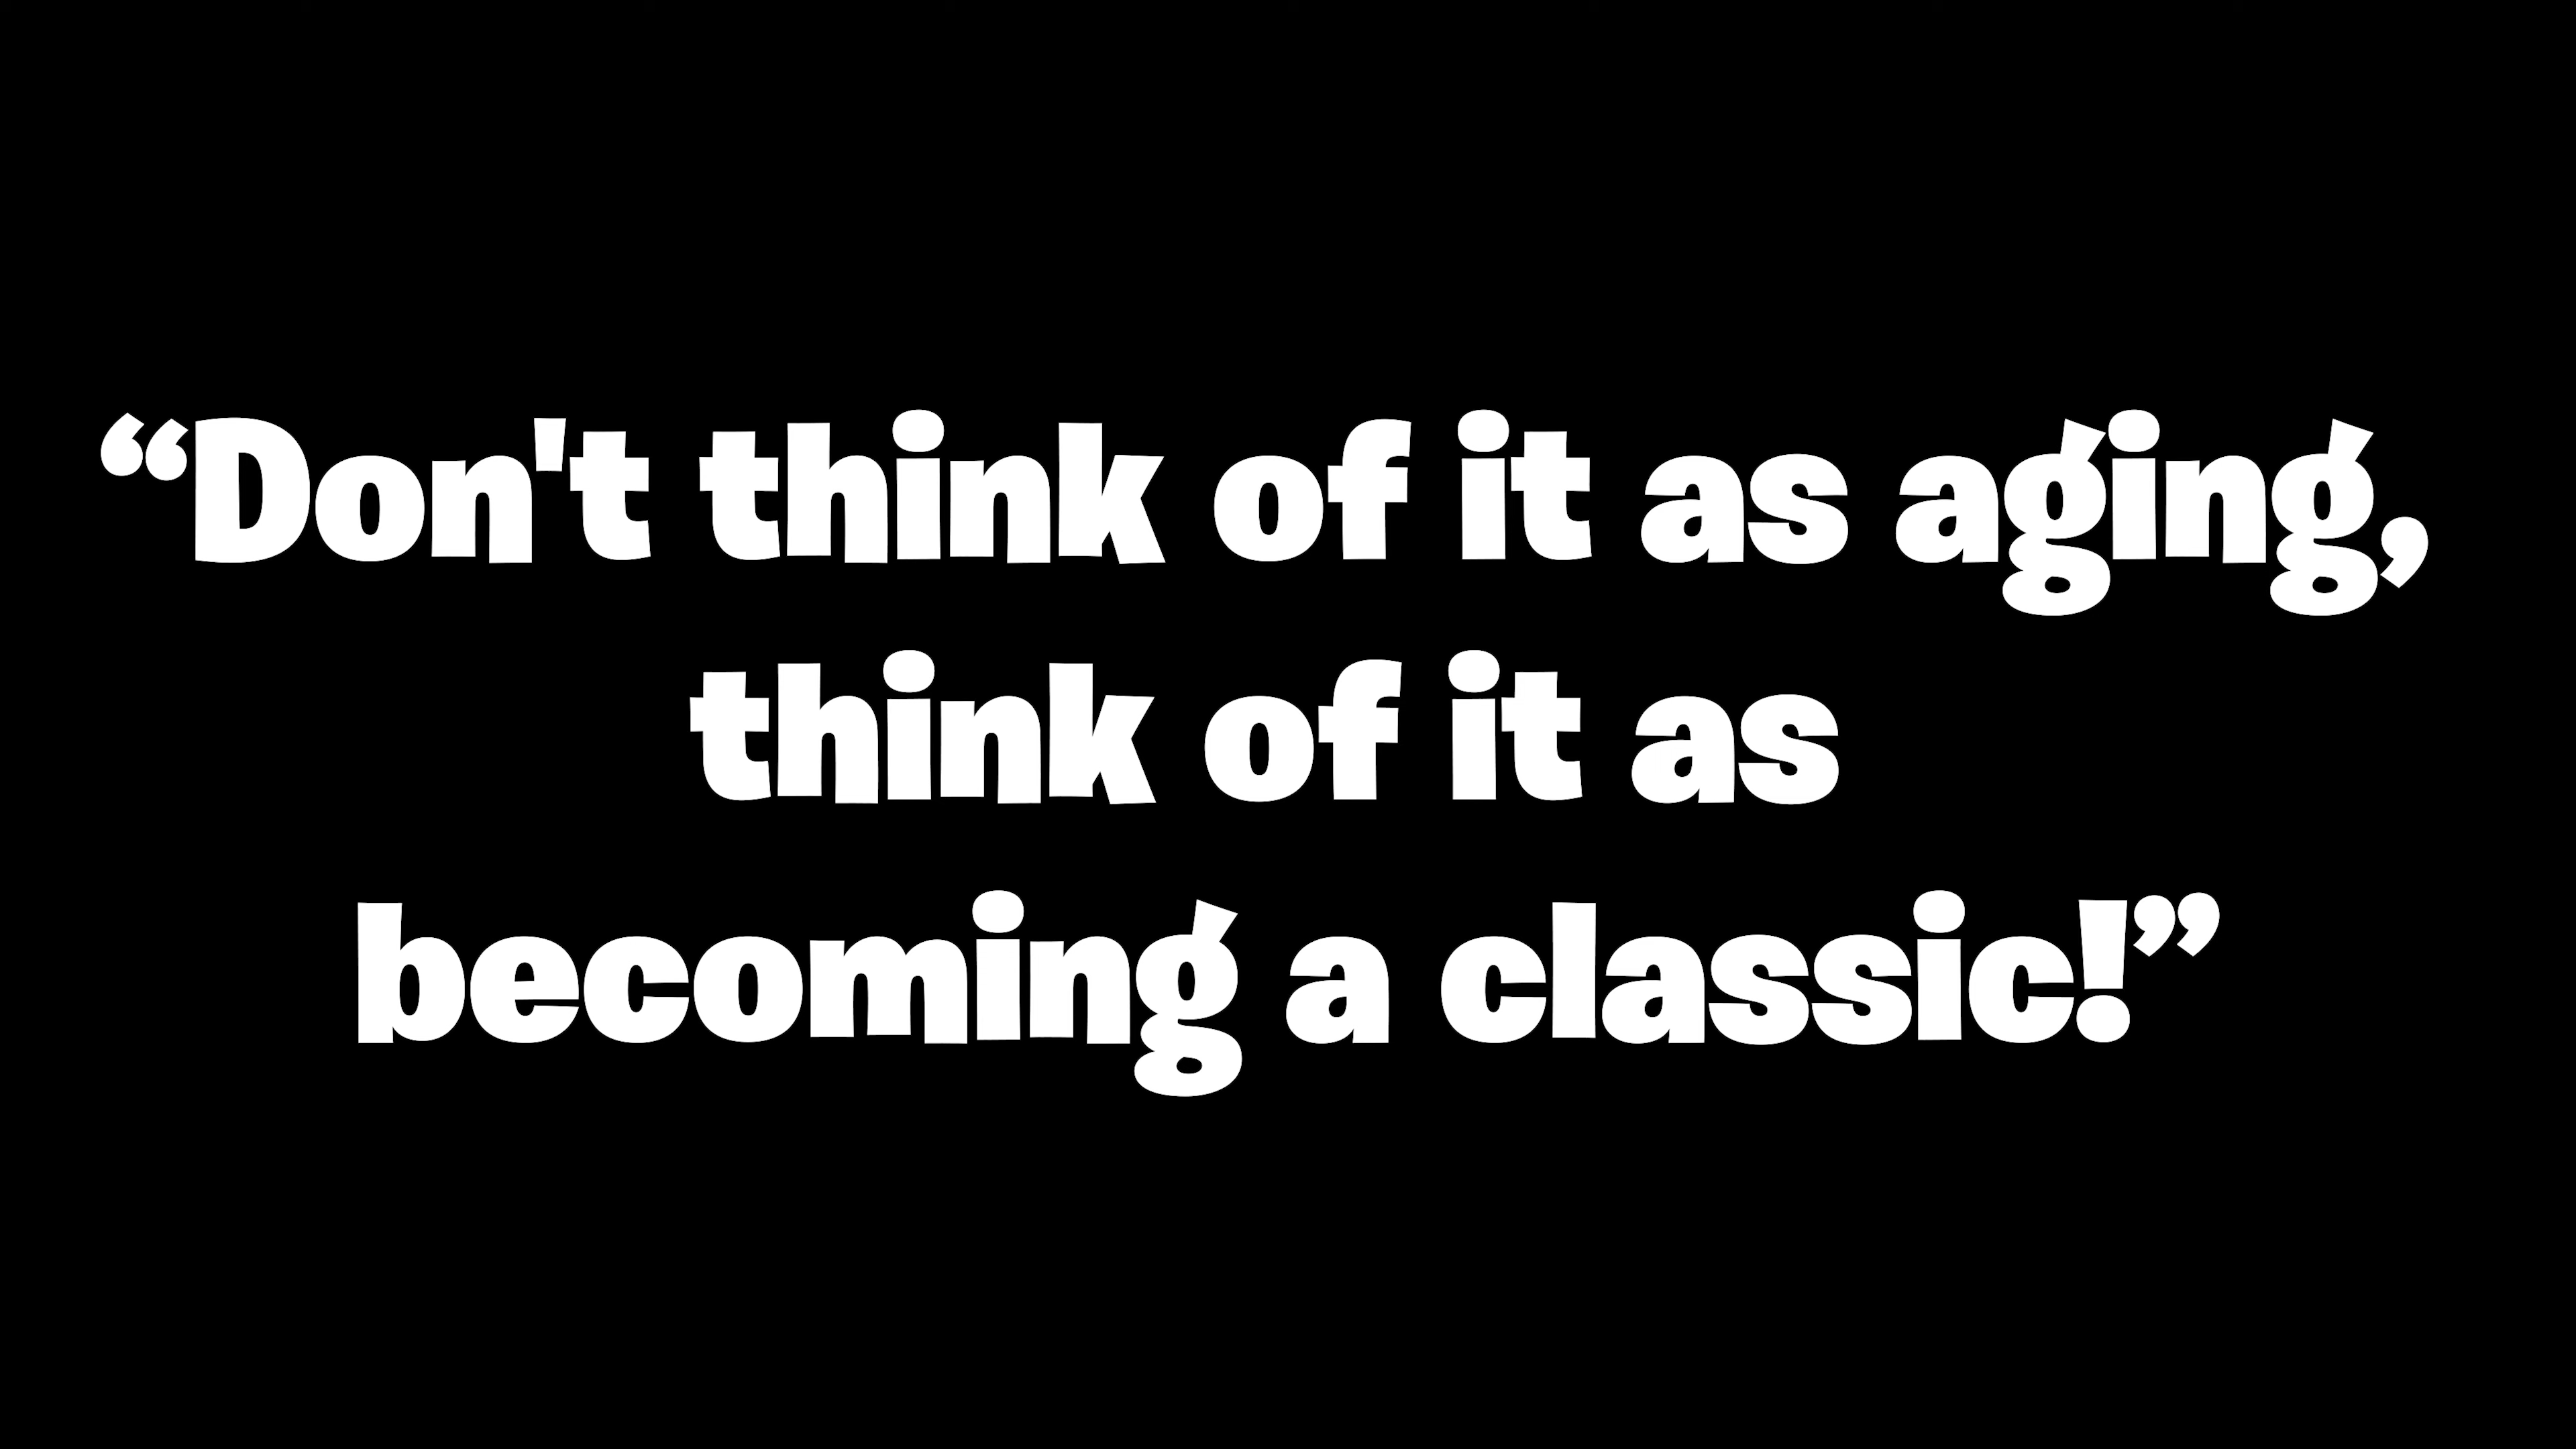 “Don't think of it as aging,
think of it as
becoming a classic!”